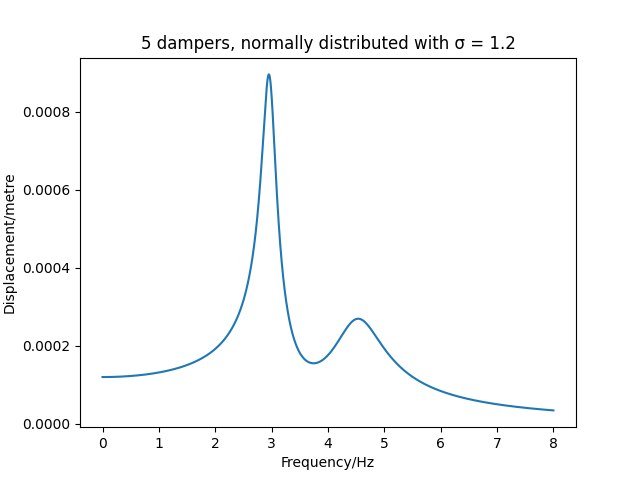 5 dampers, normally distributed with σ = 1.2
Displacement/metre
0.0008
0.0006
0.0004
0.0002
0.0000
0 1 2 3 4 5 6 7 8
Frequency/Hz